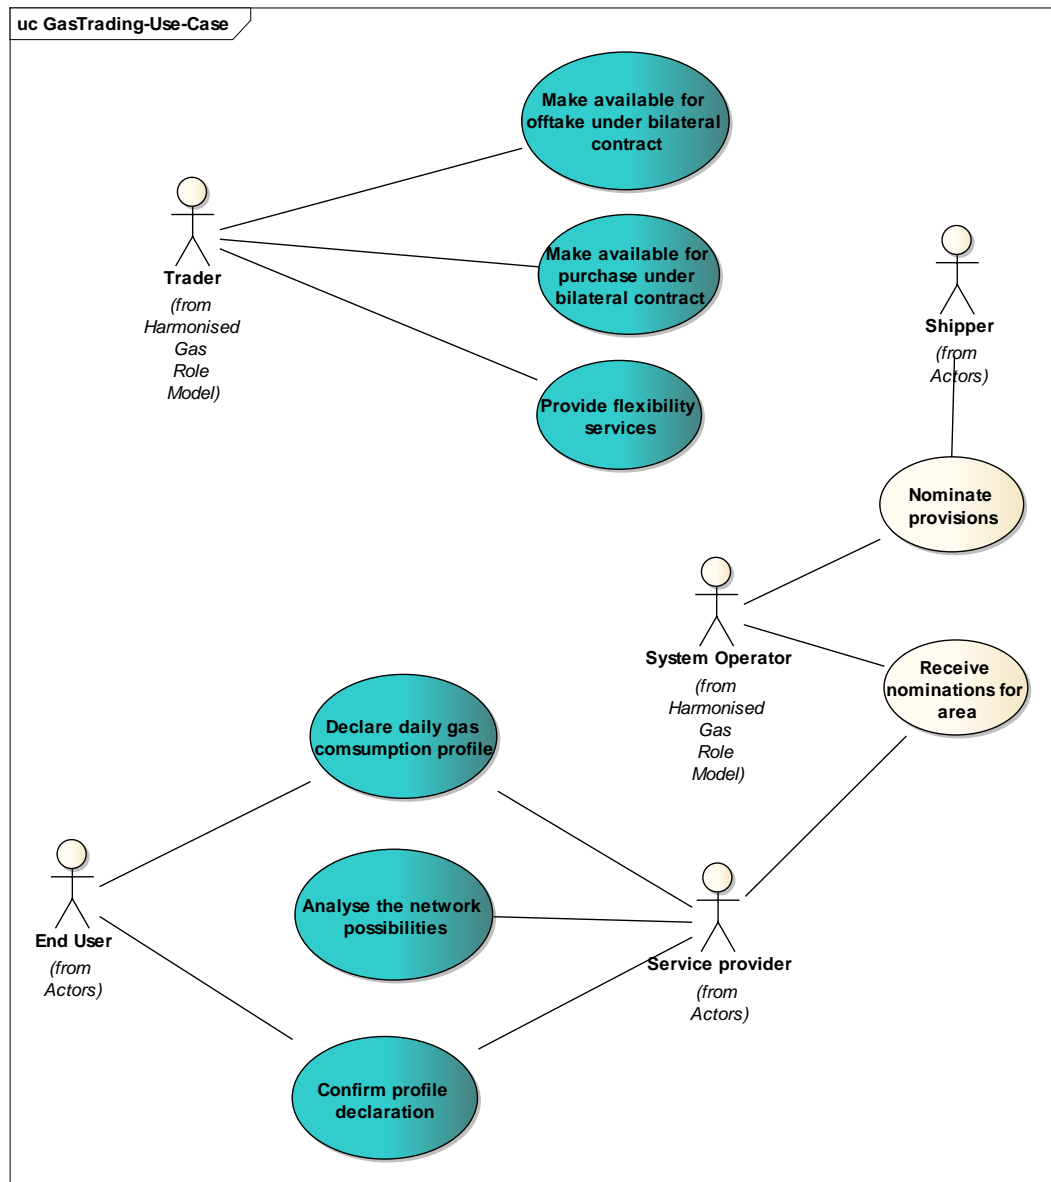 uc GasTrading-Use-Case
Make available for
offtake under bilateral
contract
Trader
(from
Harmonised
Gas
Role
Model)
Make available for
purchase under
bilateral contract
Shipper
(from
Actors)
Provide flexibility
services
Nominate
provisions
System Operator
(from
Harmonised
Gas
Role
Model)
Receive
nominations for
area
Declare daily gas
comsumption profile
End User
(from
Actors)
Analyse the network
possibilities
Service provider
(from
Actors)
Confirm profile
declaration